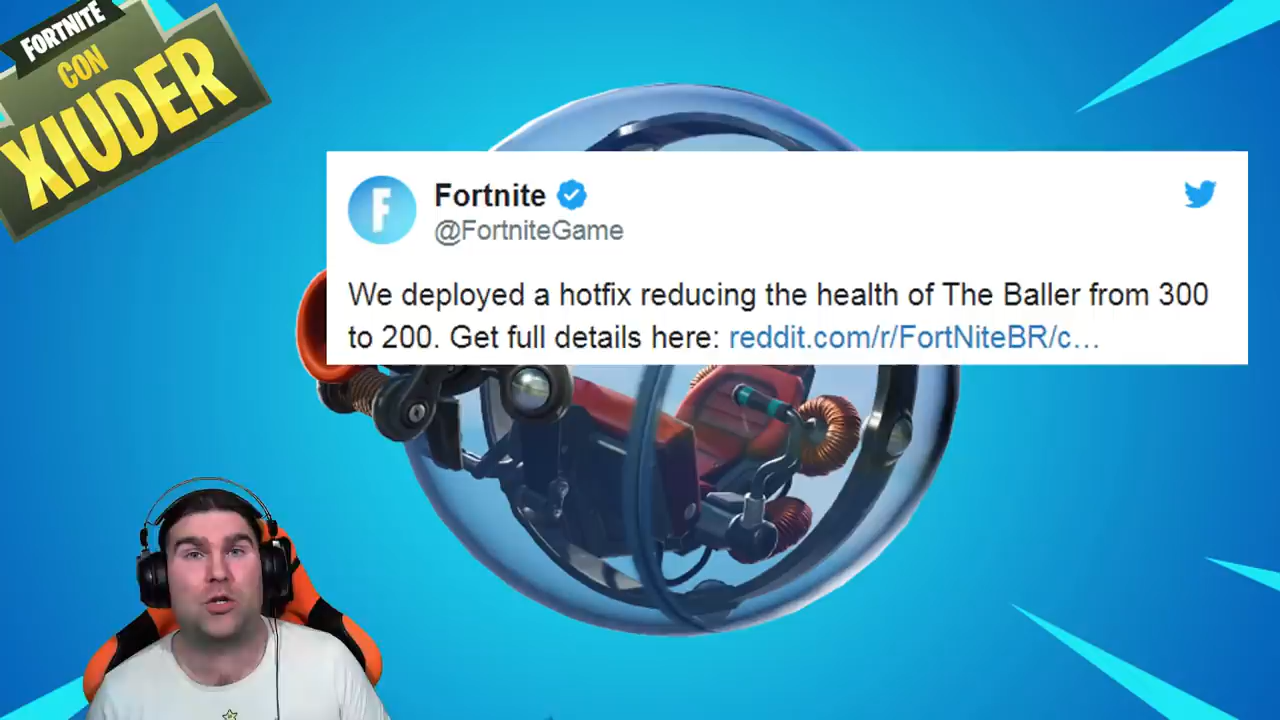 FORTNITE
CON
XIUDER
Fortnite
@FortniteGame
We deployed a hotfix reducing the health of The Baller from 300
to 200. Get full details here: reddit.com/r/FortNiteBR/c…